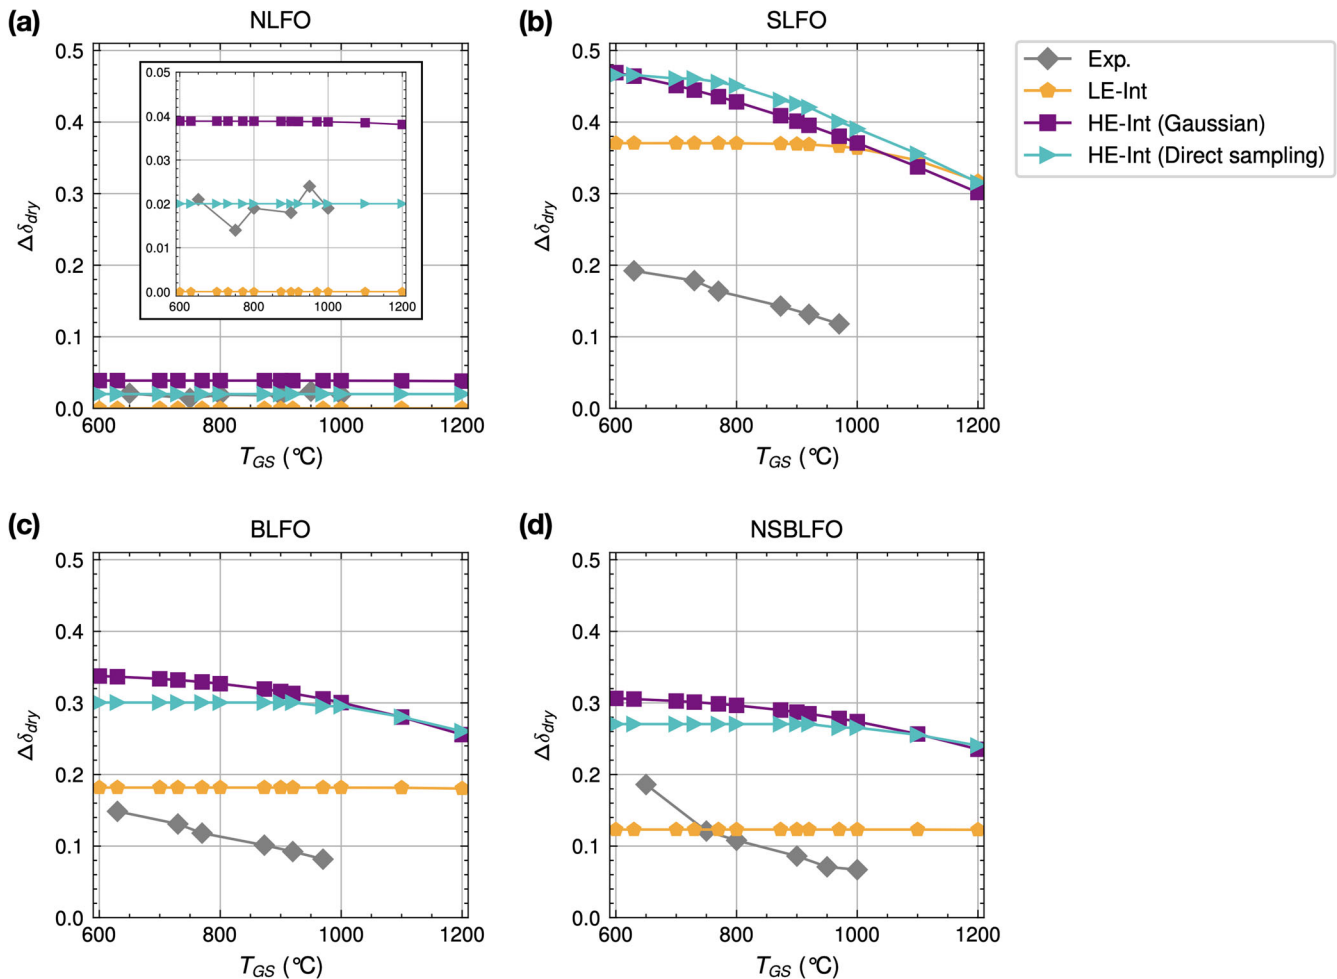 (a)
NLFO
0.5
0.4
0.3
0.2
0.1
0.0
Δδdry
600 800 1000 1200
TGS (°C)
0.05
0.04
0.03
0.02
0.01
0.00
600 800 1000 1200
(b)
SLFO
0.5
0.4
0.3
0.2
0.1
0.0
Δδdry
600 800 1000 1200
TGS (°C)
Exp.
LE-Int
HE-Int (Gaussian)
HE-Int (Direct sampling)
(c)
BLFO
0.5
0.4
0.3
0.2
0.1
0.0
Δδdry
600 800 1000 1200
TGS (°C)
(d)
NSBLFO
0.5
0.4
0.3
0.2
0.1
0.0
Δδdry
600 800 1000 1200
TGS (°C)